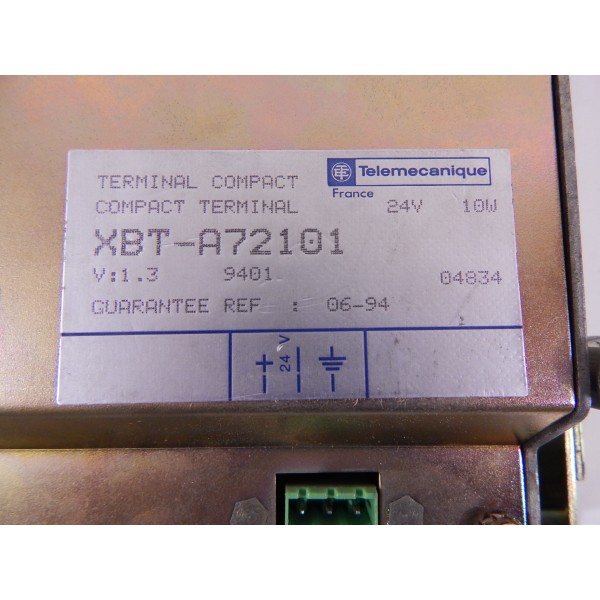 TE Telemecanique
TERMINAL COMPACT
France
COMPACT TERMINAL 24V 10W
XBT-A72101
V:1.3 9401 04834
GUARANTEE REF : 06-94
+ 24 V —